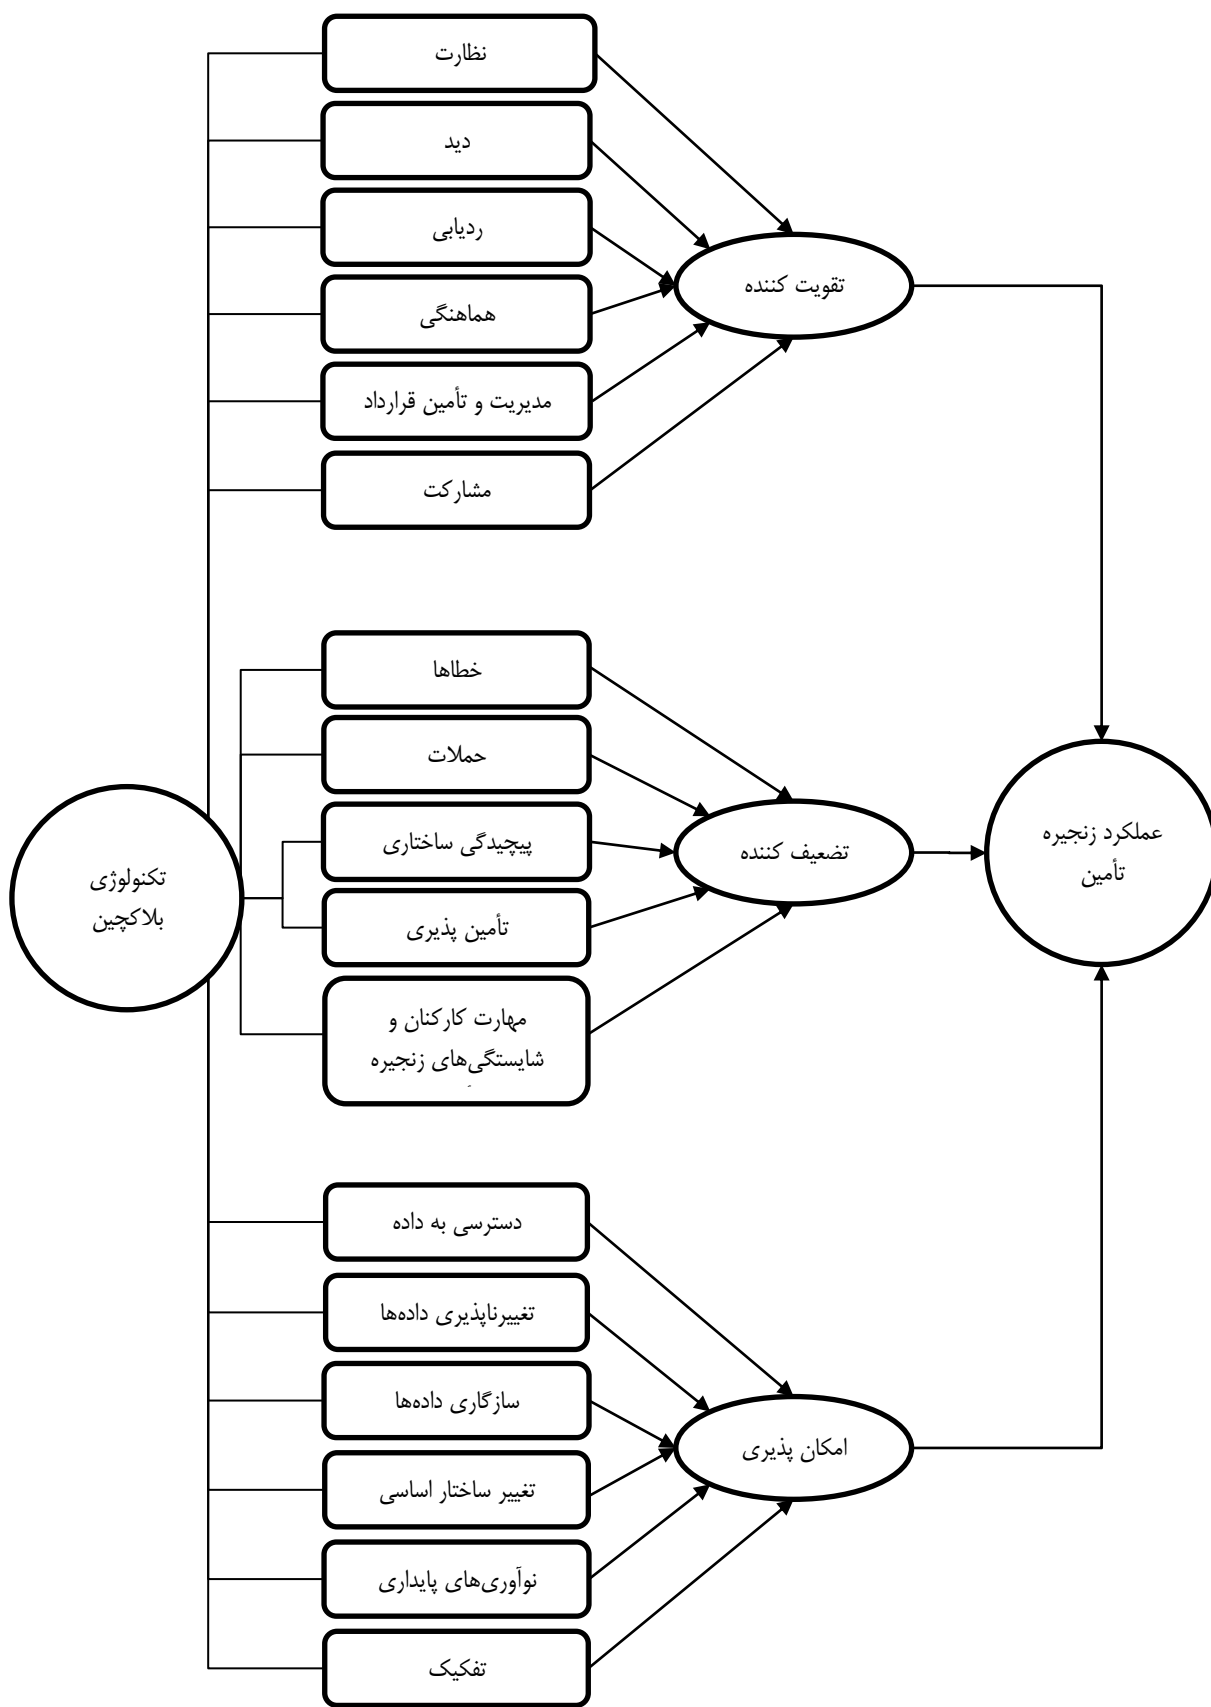 نظارت
دید
ردیابی
هماهنگی
مدیریت و تأمین قرارداد
مشارکت
تقویت کننده
خطاها
حملات
پیچیدگی ساختاری
تأمین پذیری
مهارت کارکنان و
شایستگی‌های زنجیره
تضعیف کننده
تکنولوژی
بلاکچین
عملکرد زنجیره
تأمین
دسترسی به داده
تغییرناپذیری داده‌ها
سازگاری داده‌ها
تغییر ساختار اساسی
نوآوری‌های پایداری
تفکیک
امکان پذیری